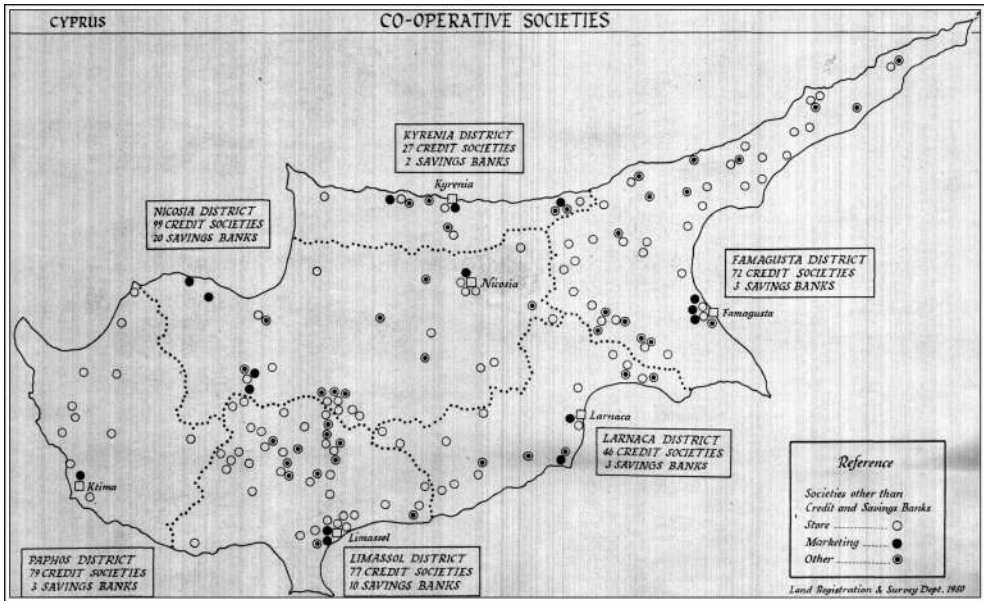 CYPRUS
CO-OPERATIVE SOCIETIES
KYRENIA DISTRICT
27 CREDIT SOCIETIES
2 SAVINGS BANKS
Kyrenia
NICOSIA DISTRICT
99 CREDIT SOCIETIES
20 SAVINGS BANKS
Nicosia
FAMAGUSTA DISTRICT
72 CREDIT SOCIETIES
3 SAVINGS BANKS
Famagusta
Larnaca
LARNACA DISTRICT
46 CREDIT SOCIETIES
3 SAVINGS BANKS
Ktima
Limassol
PAPHOS DISTRICT
79 CREDIT SOCIETIES
3 SAVINGS BANKS
LIMASSOL DISTRICT
77 CREDIT SOCIETIES
10 SAVINGS BANKS
Reference
Societies other than
Credit and Savings Banks
Store
Marketing
Other
Land Registration & Survey Dept. 1950